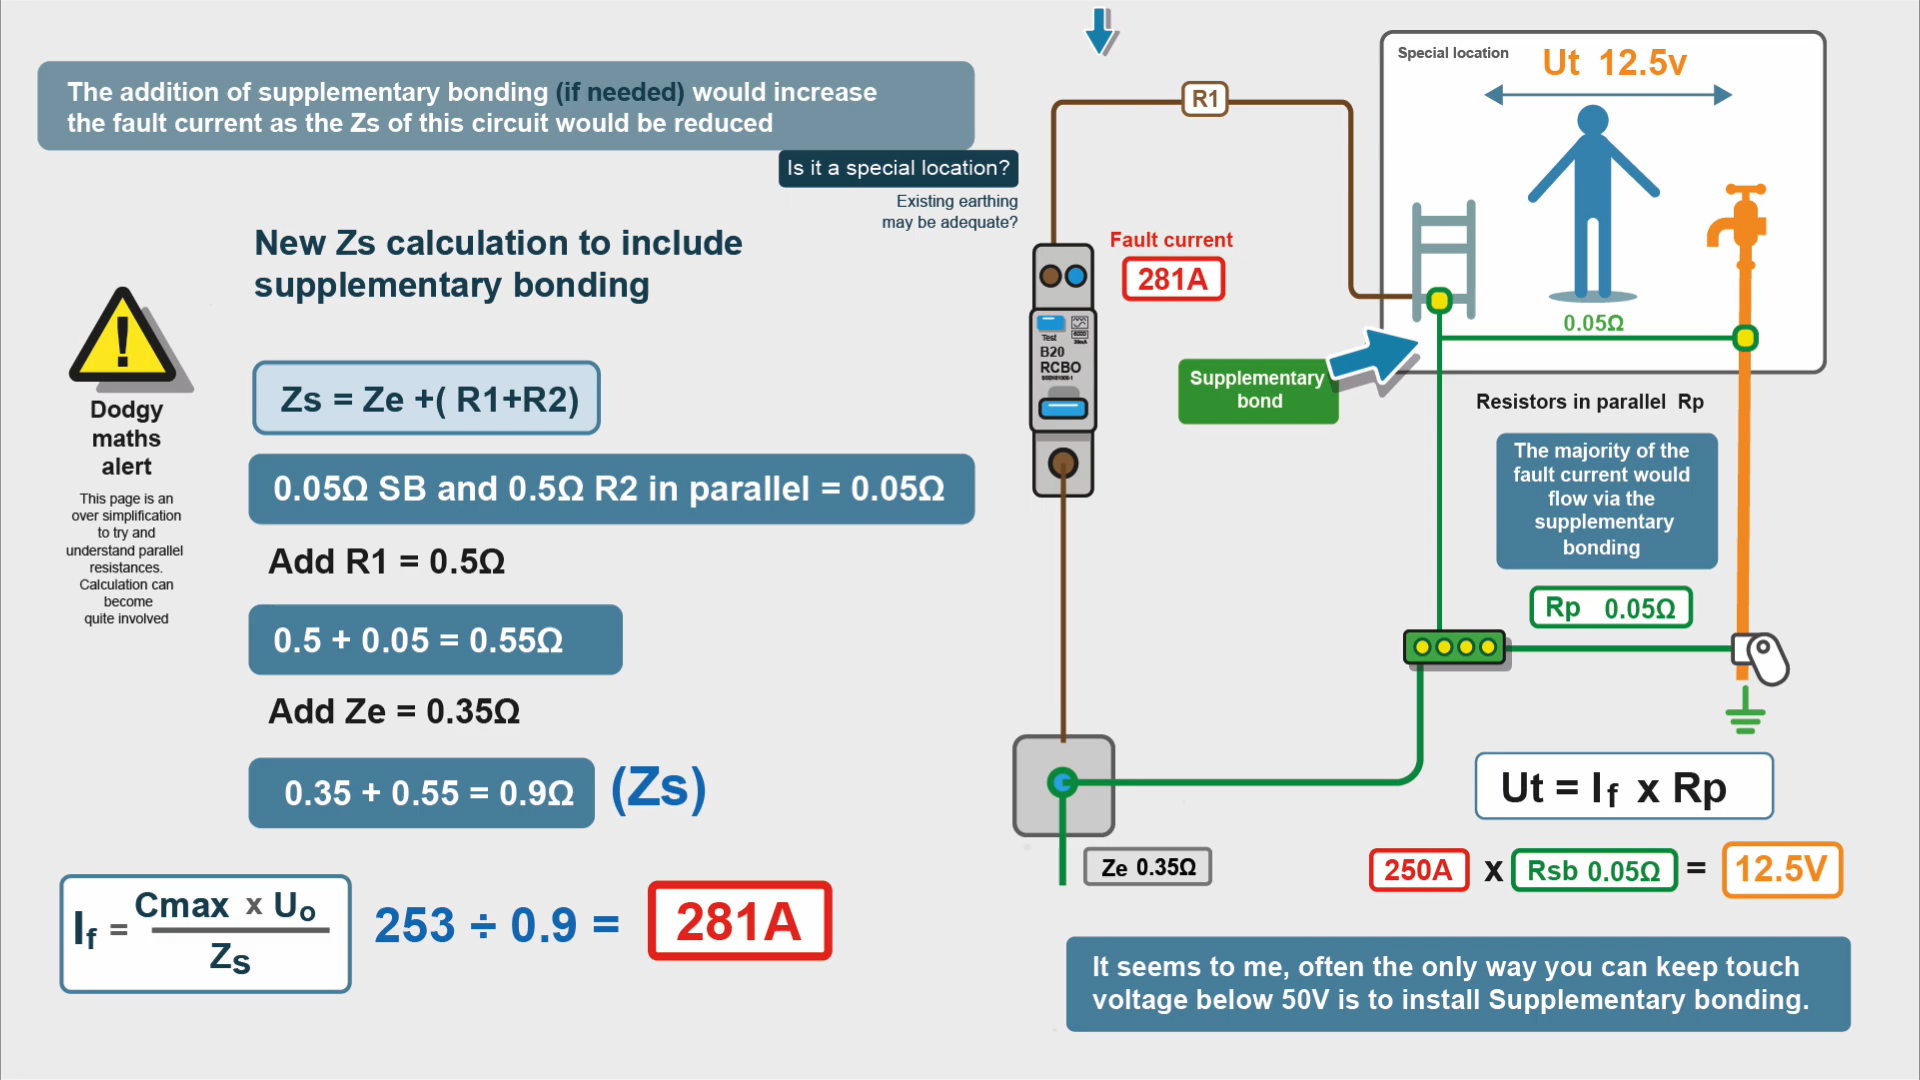 The addition of supplementary bonding (if needed) would increase
the fault current as the Zs of this circuit would be reduced
Is it a special location?
Existing earthing
may be adequate?
New Zs calculation to include
supplementary bonding
Dodgy
maths
alert
This page is an
over simplification
to try and
understand parallel
resistances.
Calculation can
become
quite involved
Zs = Ze +( R1+R2)
0.05Ω SB and 0.5Ω R2 in parallel = 0.05Ω
Add R1 = 0.5Ω
0.5 + 0.05 = 0.55Ω
Add Ze = 0.35Ω
0.35 + 0.55 = 0.9Ω (Zs)
If = Cmax x Uo
Zs
253 ÷ 0.9 = 281A
R1
Fault current
281A
Test
B20
RCBO
Supplementary
bond
Special location
Ut 12.5v
0.05Ω
Resistors in parallel Rp
The majority of the
fault current would
flow via the
supplementary
bonding
Rp 0.05Ω
Ut = If x Rp
Ze 0.35Ω
250A x Rsb 0.05Ω = 12.5V
It seems to me, often the only way you can keep touch
voltage below 50V is to install Supplementary bonding.